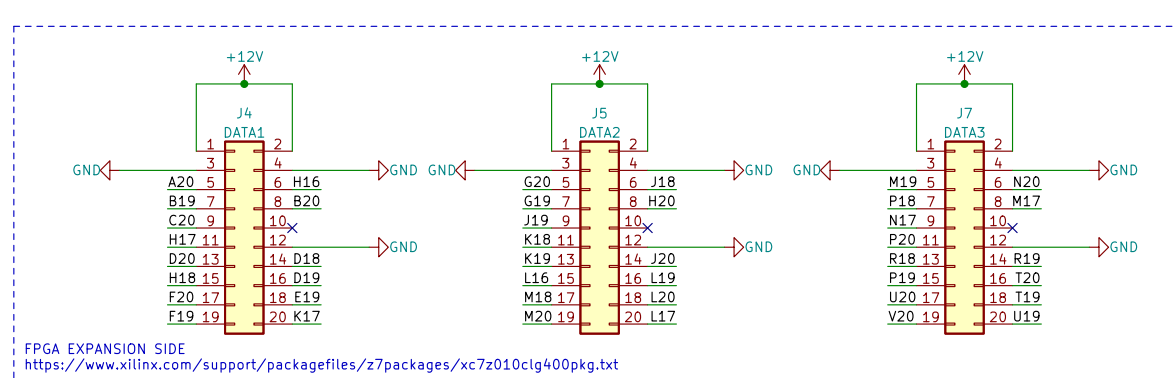 +12V +12V +12V
J4 J5 J7
DATA1 DATA2 DATA3
1 2 1 2 1 2
GND 3 4 GND GND 3 4 GND GND 3 4 GND
A20 5 6 H16 G20 5 6 J18 M19 5 6 N20
B19 7 8 B20 G19 7 8 H20 P18 7 8 M17
C20 9 10 J19 9 10 N17 9 10
H17 11 12 GND K18 11 12 GND P20 11 12 GND
D20 13 14 D18 K19 13 14 J20 R18 13 14 R19
H18 15 16 D19 L16 15 16 L19 P19 15 16 T20
F20 17 18 E19 M18 17 18 L20 U20 17 18 T19
F19 19 20 K17 M20 19 20 L17 V20 19 20 U19
FPGA EXPANSION SIDE
https://www.xilinx.com/support/packagefiles/z7packages/xc7z010clg400pkg.txt